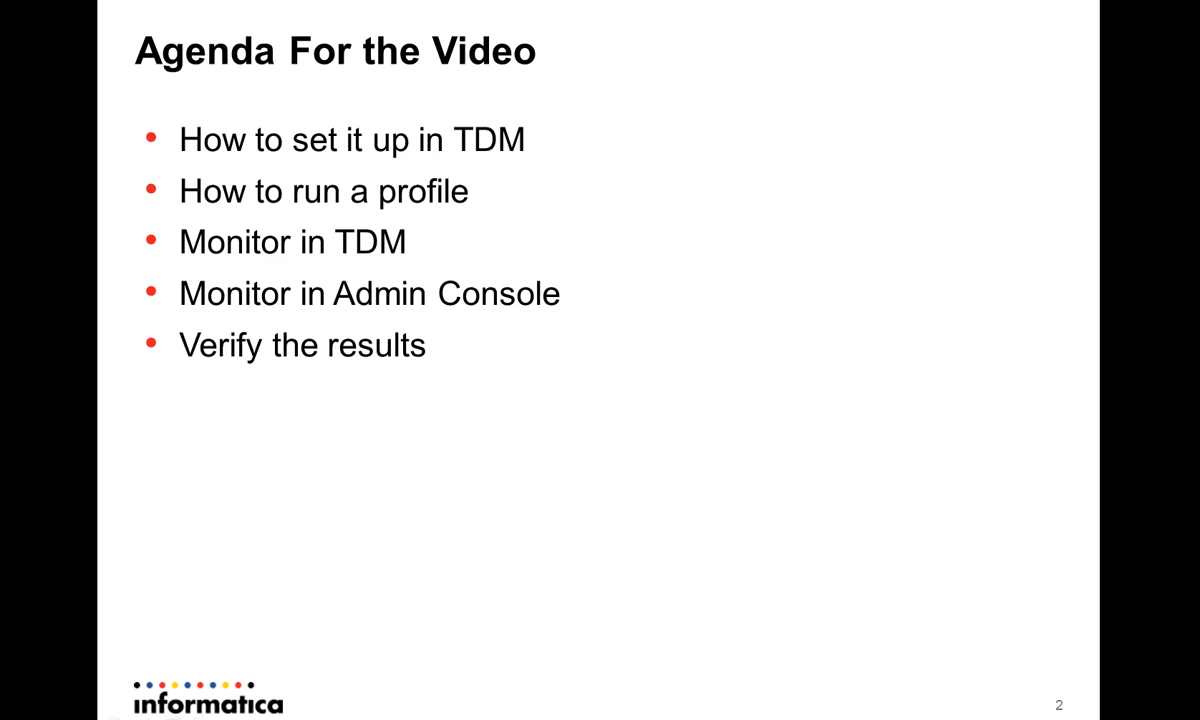 Agenda For the Video
• How to set it up in TDM
• How to run a profile
• Monitor in TDM
• Monitor in Admin Console
• Verify the results
informatica
2